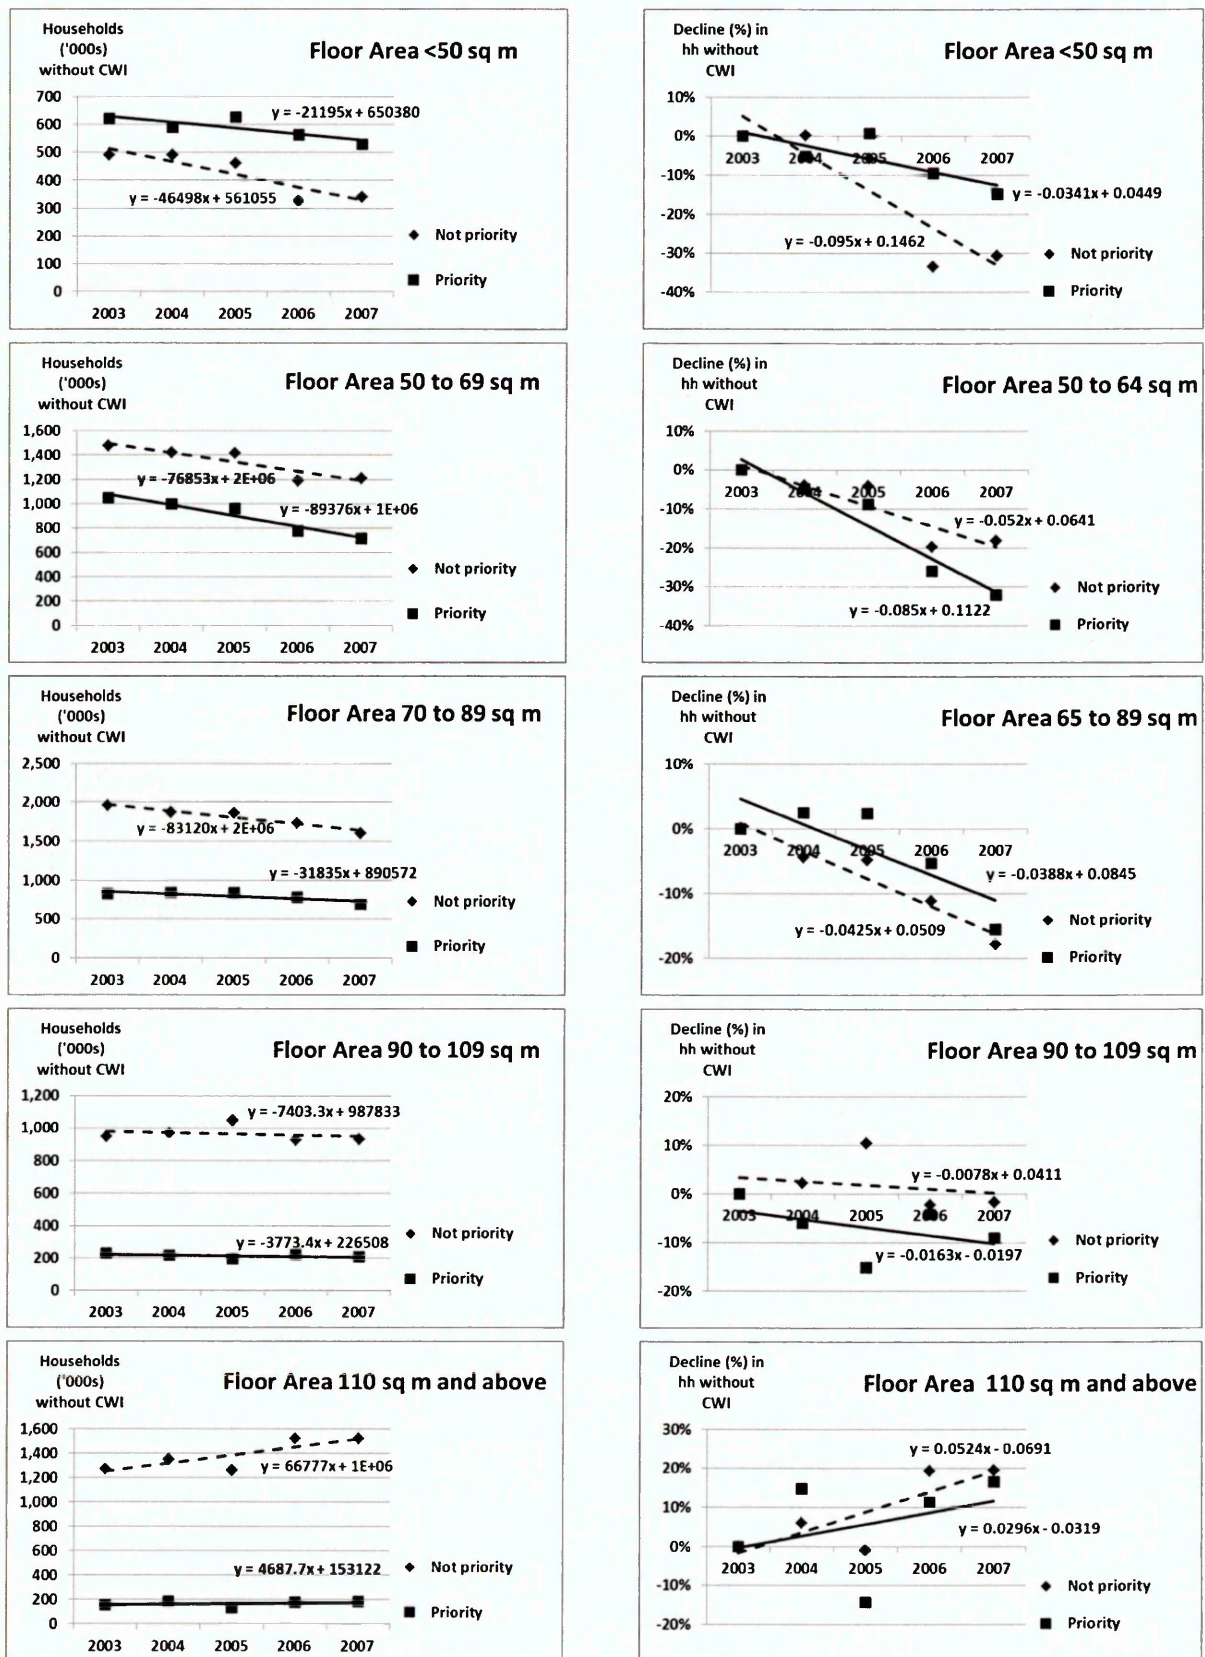 Households
('000s)
without CWI
Floor Area <50 sq m
700
600
500
400
300
200
100
0
y = -21195x + 650380
y = -46498x + 561055
Not priority
Priority
2003 2004 2005 2006 2007
Decline (%) in
hh without
CWI
Floor Area <50 sq m
10%
0%
-10%
-20%
-30%
-40%
2003 2004 2005 2006 2007
y = -0.0341x + 0.0449
y = -0.095x + 0.1462
Not priority
Priority
Households
('000s)
without CWI
Floor Area 50 to 69 sq m
1,600
1,400
1,200
1,000
800
600
400
200
0
y = -76853x + 2E+06
y = -89376x + 1E+06
Not priority
Priority
2003 2004 2005 2006 2007
Decline (%) in
hh without
CWI
Floor Area 50 to 64 sq m
10%
0%
-10%
-20%
-30%
-40%
2003 2004 2005 2006 2007
y = -0.052x + 0.0641
y = -0.085x + 0.1122
Not priority
Priority
Households
('000s)
without CWI
Floor Area 70 to 89 sq m
2,500
2,000
1,500
1,000
500
0
y = -83120x + 2E+06
y = -31835x + 890572
Not priority
Priority
2003 2004 2005 2006 2007
Decline (%) in
hh without
CWI
Floor Area 65 to 89 sq m
10%
0%
-10%
-20%
2003 2004 2005 2006 2007
y = -0.0388x + 0.0845
y = -0.0425x + 0.0509
Not priority
Priority
Households
('000s)
without CWI
Floor Area 90 to 109 sq m
1,200
1,000
800
600
400
200
0
y = -7403.3x + 987833
y = -3773.4x + 226508
Not priority
Priority
2003 2004 2005 2006 2007
Decline (%) in
hh without
CWI
Floor Area 90 to 109 sq m
20%
10%
0%
-10%
-20%
2003 2004 2005 2006 2007
y = -0.0078x + 0.0411
y = -0.0163x - 0.0197
Not priority
Priority
Households
('000s)
without CWI
Floor Area 110 sq m and above
1,600
1,400
1,200
1,000
800
600
400
200
0
y = 66777x + 1E+06
y = 4687.7x + 153122
Not priority
Priority
2003 2004 2005 2006 2007
Decline (%) in
hh without
CWI
Floor Area 110 sq m and above
30%
20%
10%
0%
-10%
-20%
2003 2004 2005 2006 2007
y = 0.0524x - 0.0691
y = 0.0296x - 0.0319
Not priority
Priority